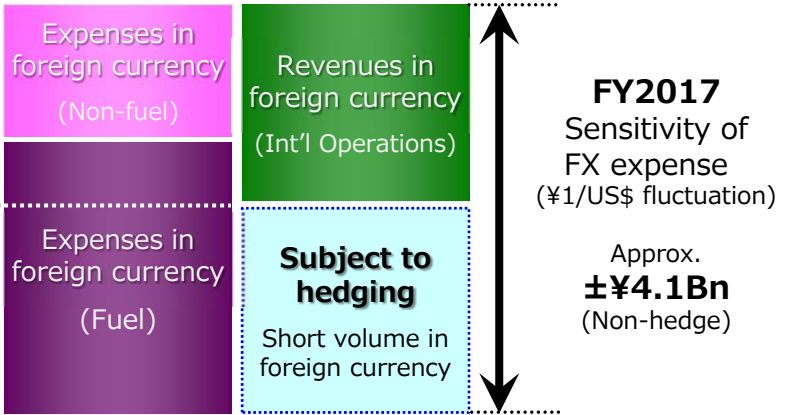 Expenses in
foreign currency
(Non-fuel)
Expenses in
foreign currency
(Fuel)
Revenues in
foreign currency
(Int'l Operations)
Subject to
hedging
Short volume in
foreign currency
FY2017
Sensitivity of
FX expense
(¥1/US$ fluctuation)
Approx.
±¥4.1Bn
(Non-hedge)